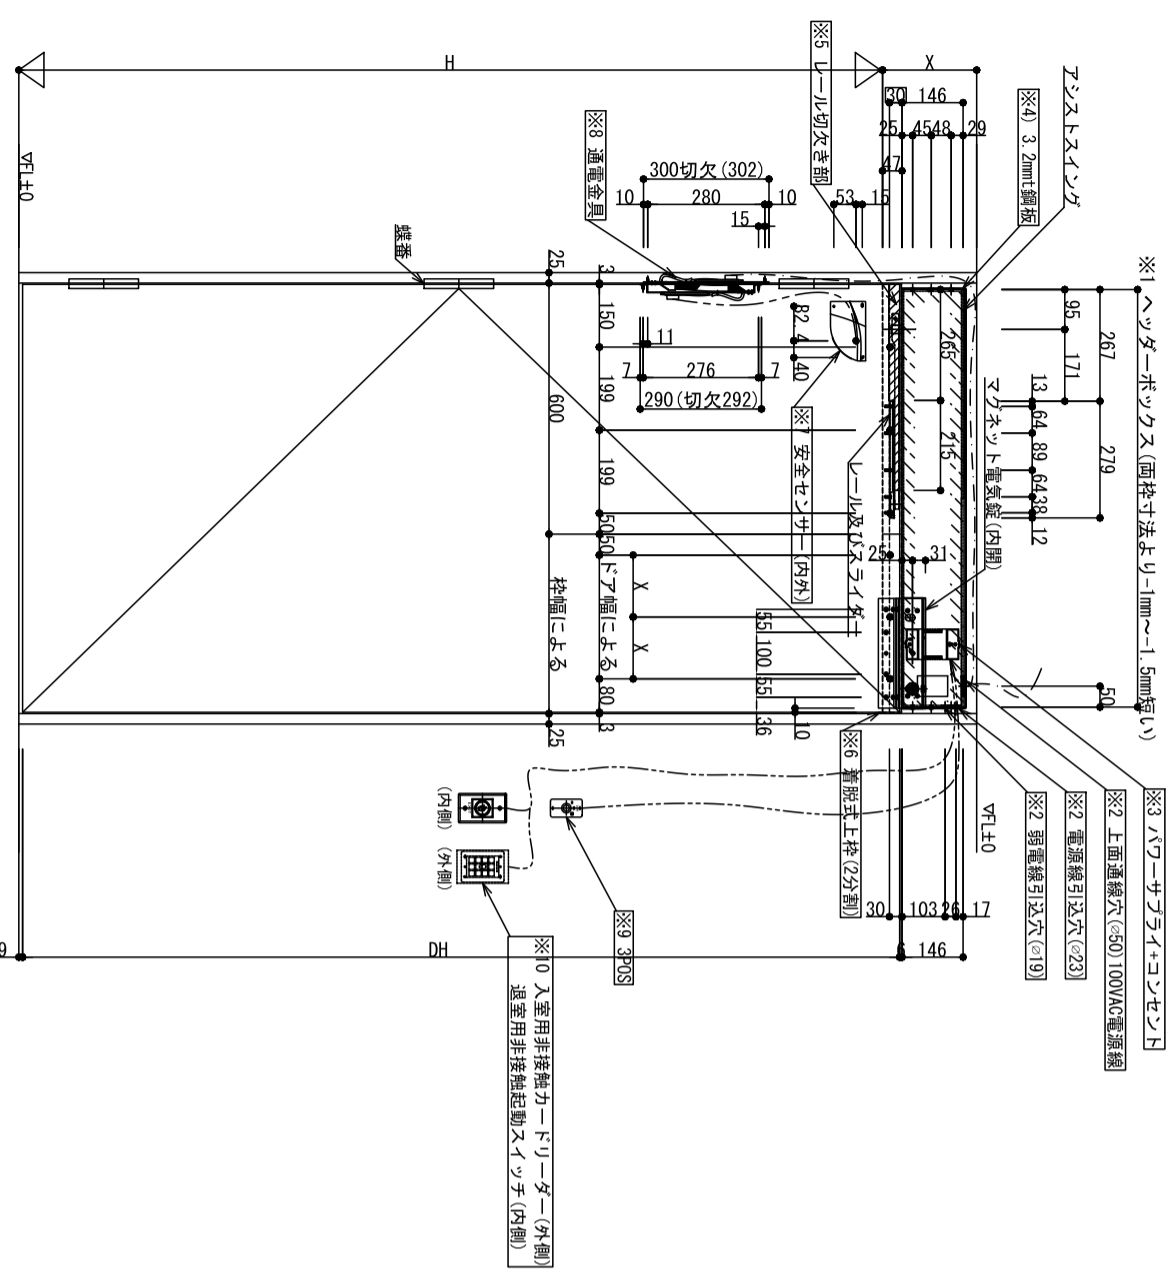 ※1 ヘッダーボックス(両枠寸法より-1mm～-1.5mm短い)
267
279
50
95
171
13
64
89
64
38
12
アシストスイング
※4) 3.2mmt鋼板
マグネット電気錠(内開)
※3 パワーサプライ+コンセント
※2 上面通線穴(∅50)100VAC電源線
※2 電源線引込穴(∅23)
※2 弱電線引込穴(∅19)
▽FL±0
X
H
146
30
29
48
45
25
47
265
215
25
31
※5 レール切欠き部
レール及びスライダー
※7 安全センサー(内外)
※6 着脱式上枠(2分割)
15
53
82
4
40
300切欠(302)
10
280
10
15
※8 通電金具
11
7
276
7
290(切欠292)
55
100
55
36
10
3
150
199
199
50
50
ドア幅による
X
X
80
3
25
600
枠幅による
25
蝶番
17
26
103
30
146
6
DH
9
※9 3POS
(内側)
(外側)
※10 入室用非接触カードリーダー(外側)
退室用非接触起動スイッチ(内側)
▽FL±0